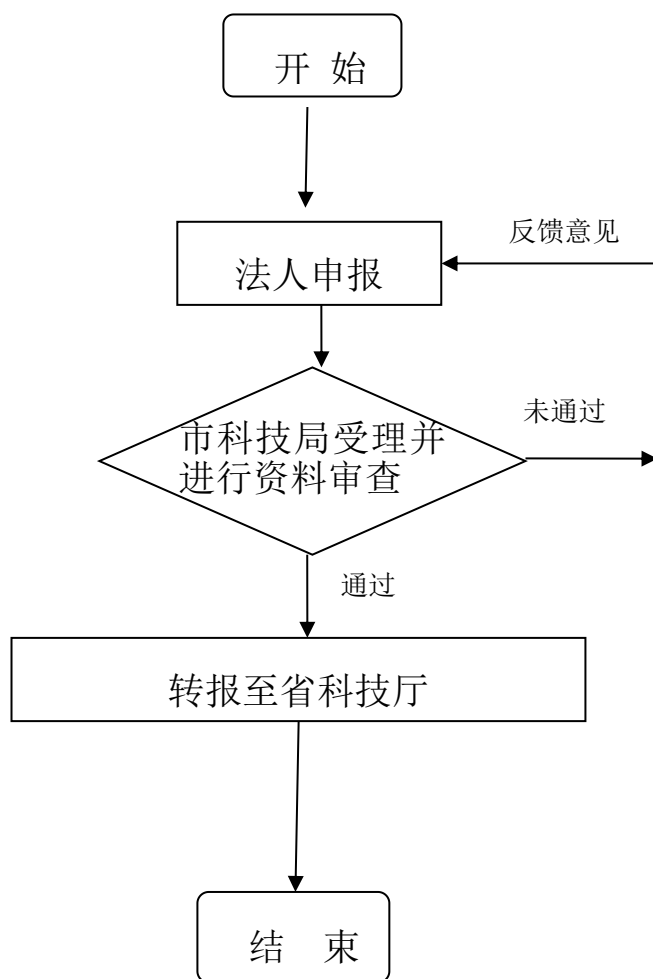 开 始
反馈意见
法人申报
未通过
市科技局受理并
进行资料审查
通过
转报至省科技厅
结 束